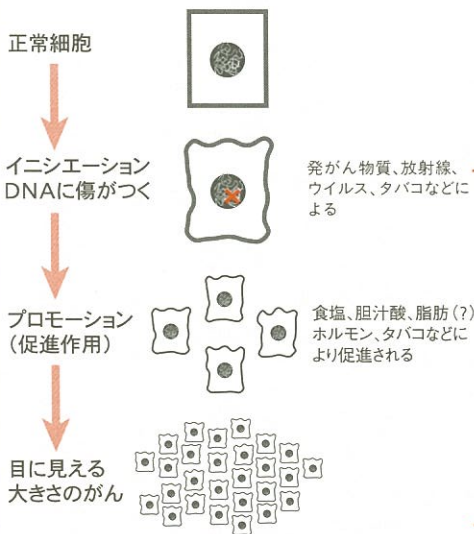 正常細胞
イニシエーション
DNAに傷がつく
発がん物質、放射線、
ウイルス、タバコなどに
よる
プロモーション
(促進作用)
食塩、胆汁酸、脂肪(?)
ホルモン、タバコなどに
より促進される
目に見える
大きさのがん